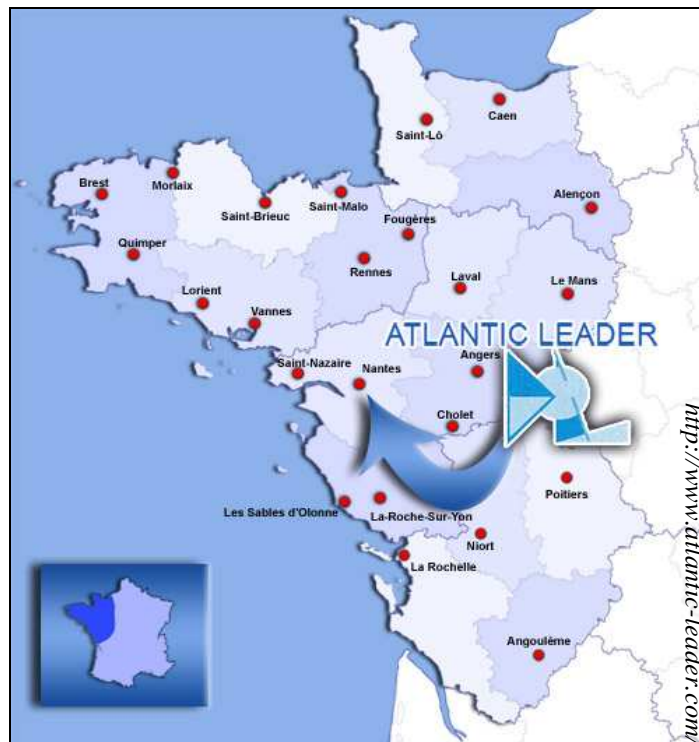 Caen
Saint-Lô
Morlaix
Brest
Alençon
Saint-Brieuc
Saint-Malo
Fougères
Quimper
Rennes
Laval
Le Mans
Lorient
Vannes
ATLANTIC LEADER
Saint-Nazaire
Nantes
Angers
Cholet
Poitiers
Les Sables d'Olonne
La-Roche-Sur-Yon
Niort
La Rochelle
Angoulême
http://www.atlantic-leader.com/